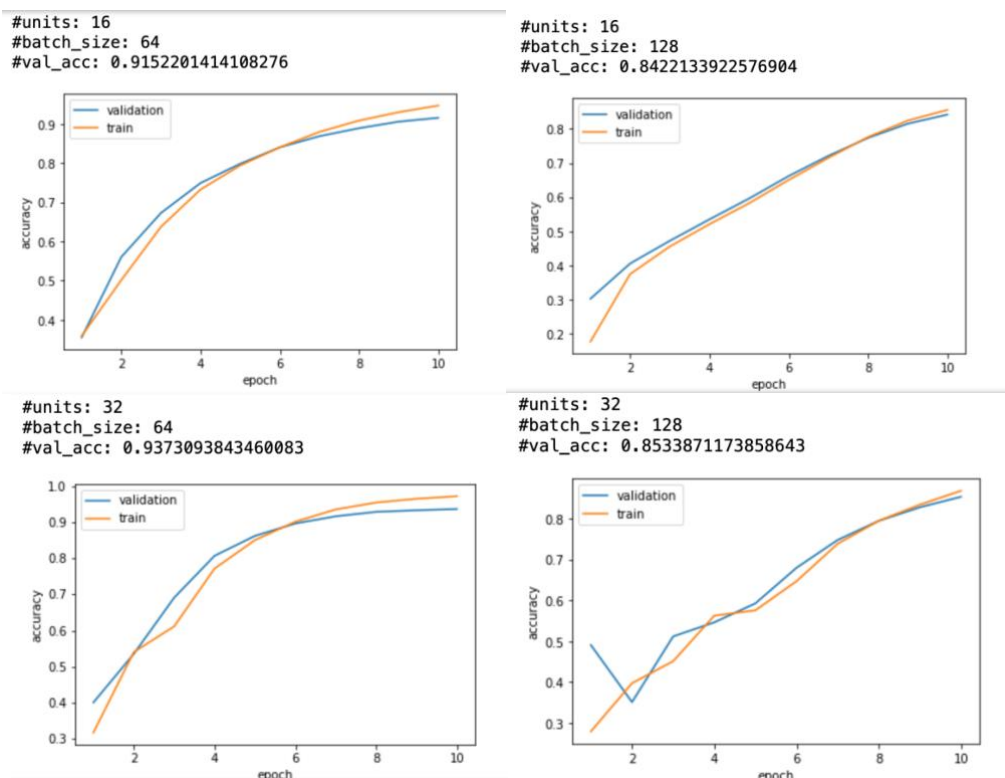 #units: 16
#batch_size: 64
#val_acc: 0.9152201414108276
validation
train
0.9
0.8
0.7
0.6
0.5
0.4
accuracy
2 4 6 8 10
epoch
#units: 16
#batch_size: 128
#val_acc: 0.8422133922576904
validation
train
0.8
0.7
0.6
0.5
0.4
0.3
0.2
accuracy
2 4 6 8 10
epoch
#units: 32
#batch_size: 64
#val_acc: 0.9373093843460083
validation
train
1.0
0.9
0.8
0.7
0.6
0.5
0.4
0.3
accuracy
2 4 6 8 10
epoch
#units: 32
#batch_size: 128
#val_acc: 0.8533871173858643
validation
train
0.8
0.7
0.6
0.5
0.4
0.3
accuracy
2 4 6 8 10
epoch